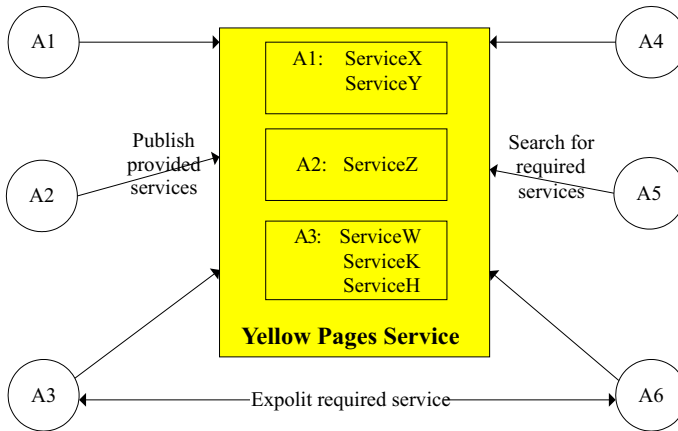 A1
A4
A1: ServiceX
ServiceY
Publish
provided
services
A2
A2: ServiceZ
Search for
required
services
A5
A3: ServiceW
ServiceK
ServiceH
Yellow Pages Service
A3
Expolit required service
A6